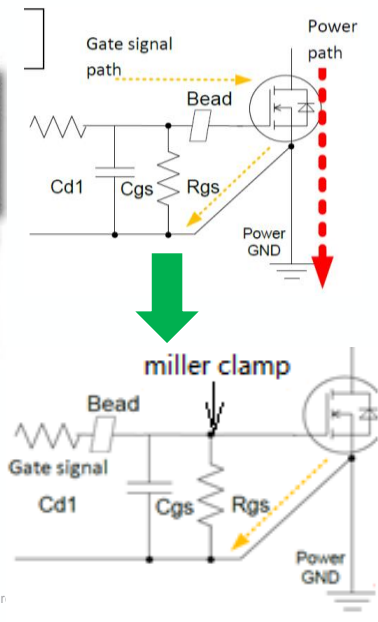 Power
path
Gate signal
path
Bead
Cd1
Cgs
Rgs
Power
GND
miller clamp
Bead
Gate signal
Cd1
Cgs
Rgs
Power
GND